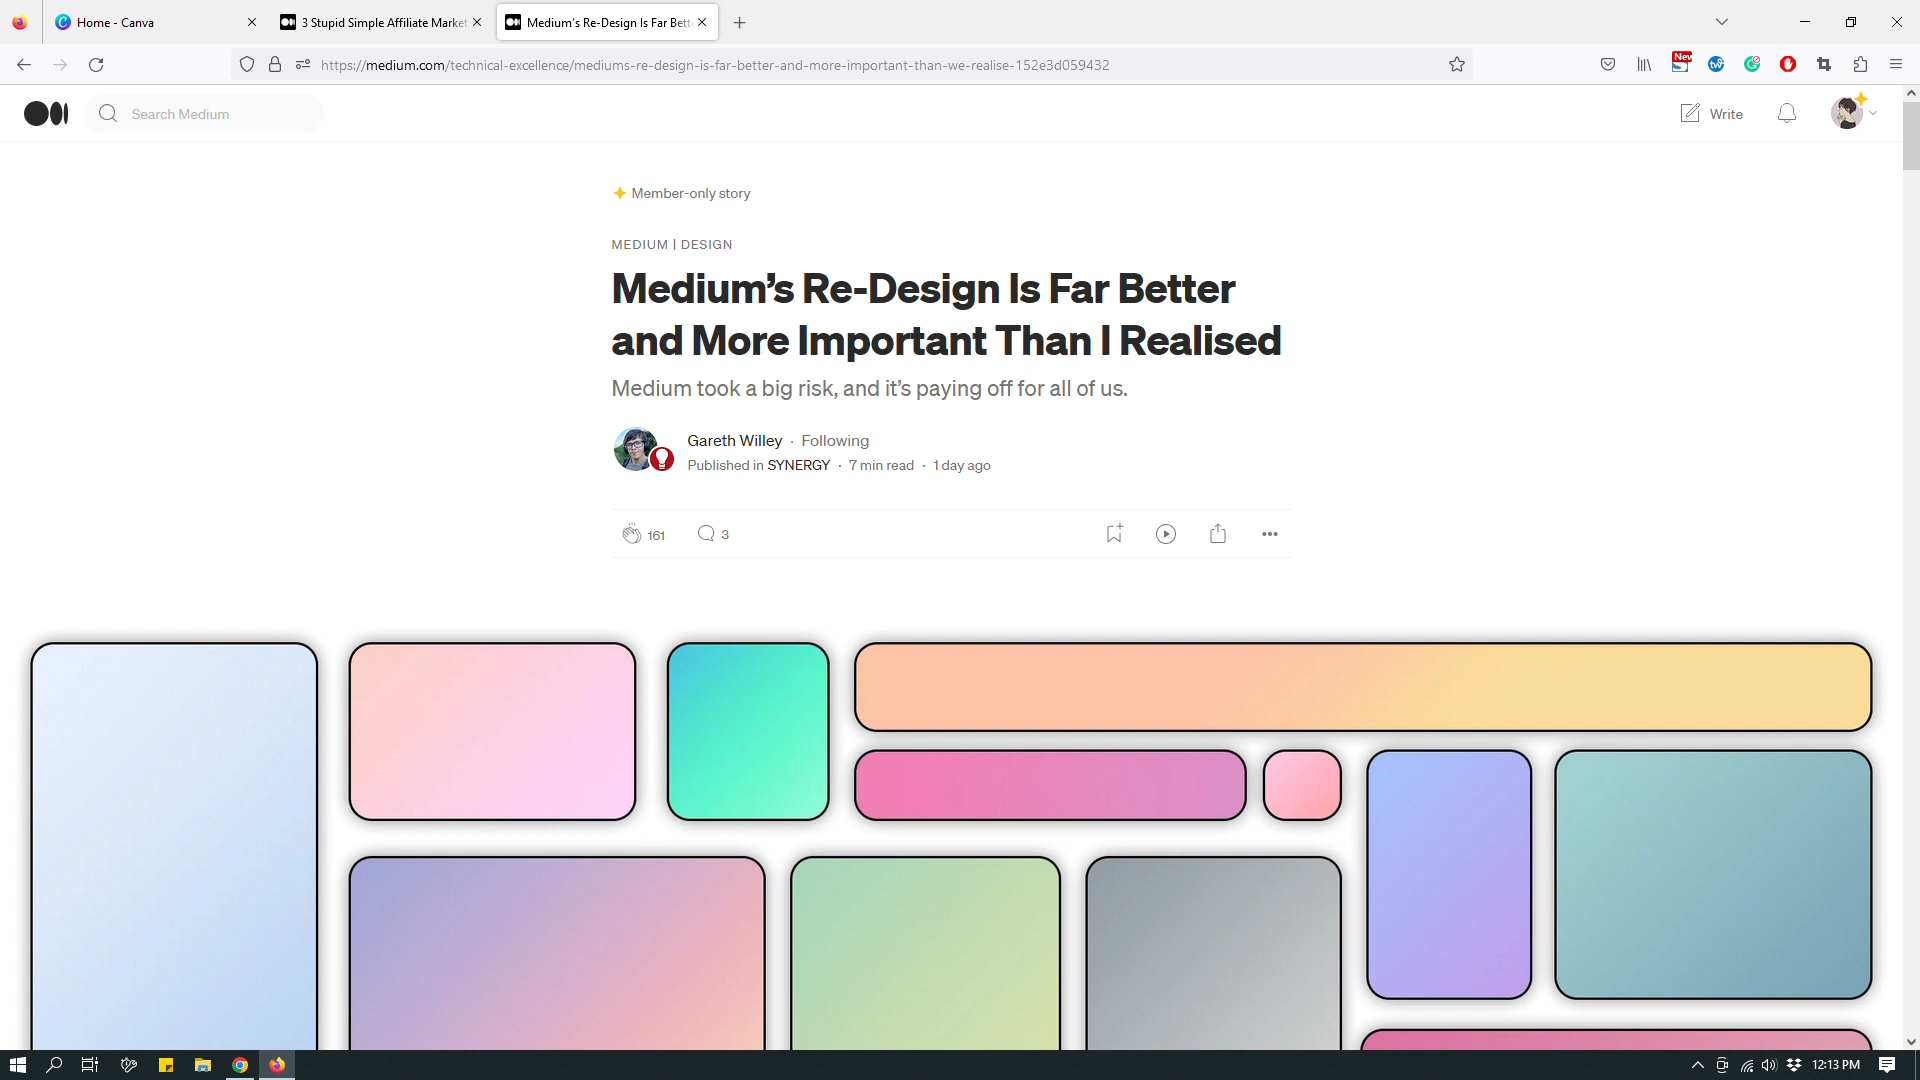 Home - Canva
3 Stupid Simple Affiliate Market
Medium's Re-Design Is Far Bett
https://medium.com/technical-excellence/mediums-re-design-is-far-better-and-more-important-than-we-realise-152e3d059432
New
Search Medium
Write
Member-only story
MEDIUM | DESIGN
Medium’s Re-Design Is Far Better
and More Important Than I Realised
Medium took a big risk, and it’s paying off for all of us.
Gareth Willey · Following
Published in SYNERGY · 7 min read · 1 day ago
161
3
12:13 PM